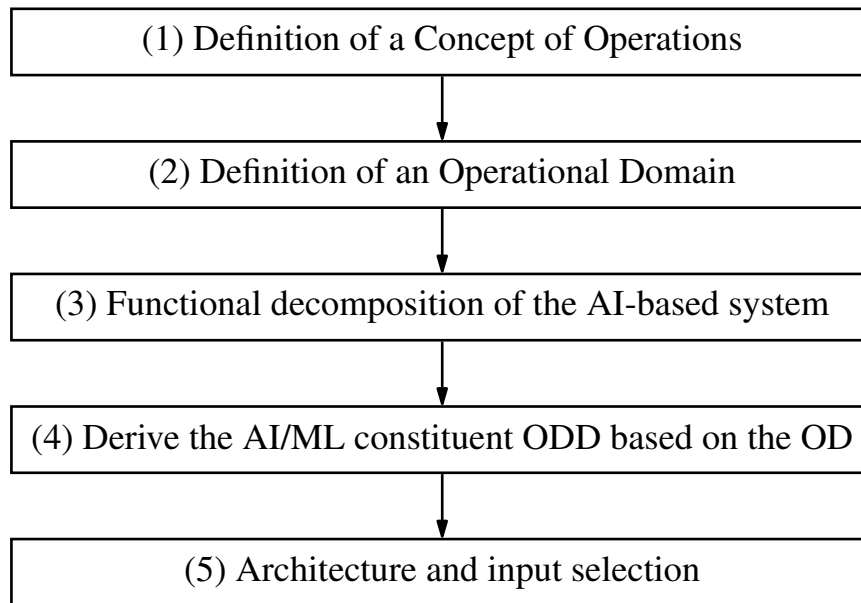 (1) Definition of a Concept of Operations
(2) Definition of an Operational Domain
(3) Functional decomposition of the AI-based system
(4) Derive the AI/ML constituent ODD based on the OD
(5) Architecture and input selection